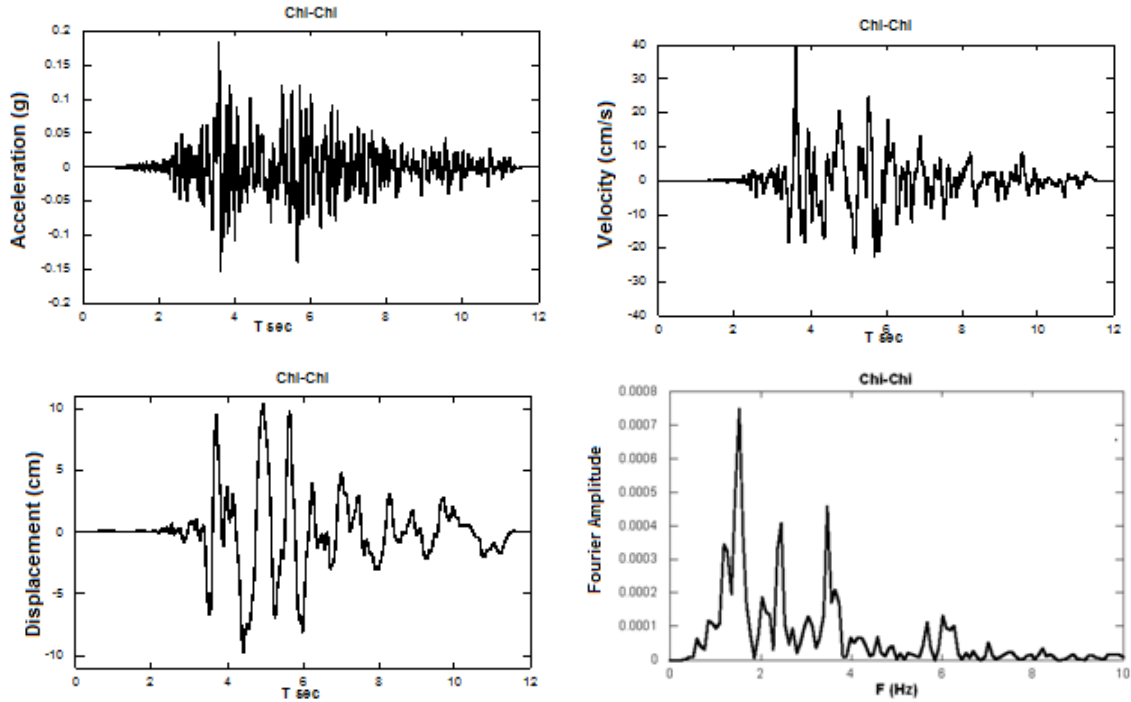 Chi-Chi
Acceleration (g)
0.2
0.15
0.1
0.05
0
-0.05
-0.1
-0.15
-0.2
0 2 4 6 8 10 12
T sec
Chi-Chi
Velocity (cm/s)
40
30
20
10
0
-10
-20
-30
-40
0 2 4 6 8 10 12
T sec
Chi-Chi
Displacement (cm)
10
5
0
-5
-10
0 2 4 6 8 10 12
T sec
Chi-Chi
Fourier Amplitude
0.0008
0.0007
0.0006
0.0005
0.0004
0.0003
0.0002
0.0001
0
0 2 4 6 8 10
F (Hz)